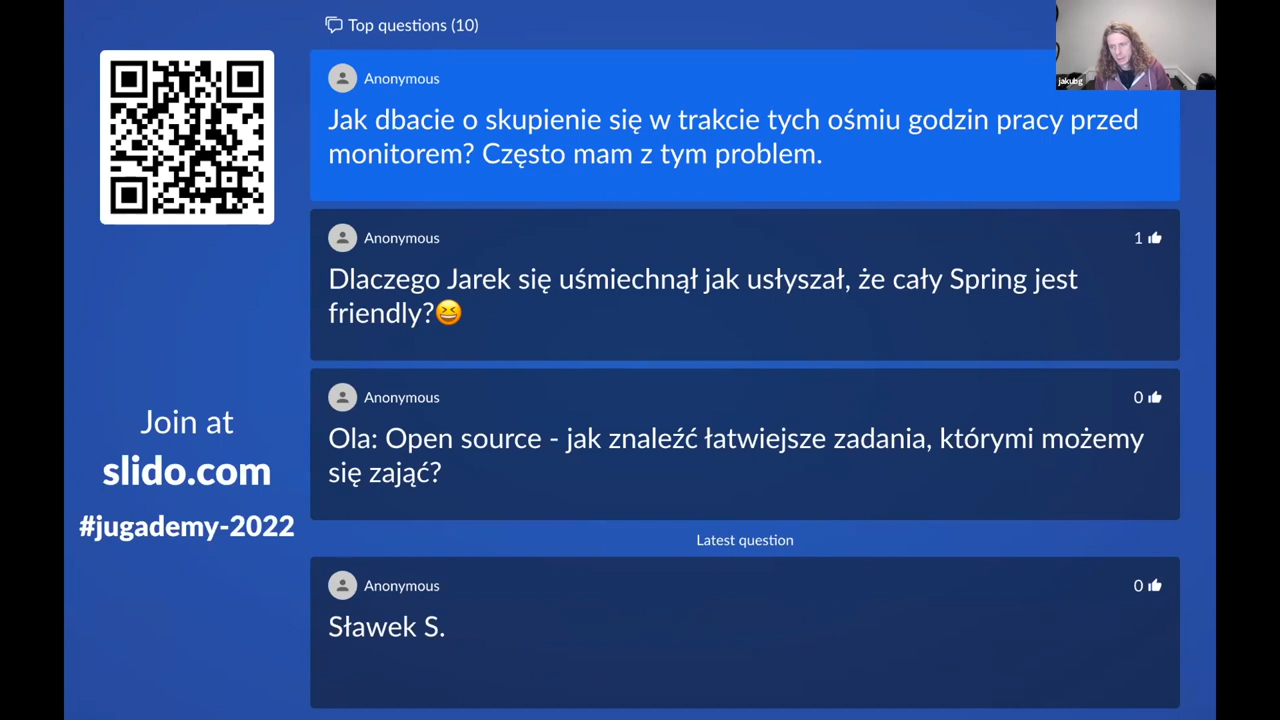 Top questions (10)
jakubg
Anonymous
Jak dbacie o skupienie się w trakcie tych ośmiu godzin pracy przed
monitorem? Często mam z tym problem.
Anonymous
1
Dlaczego Jarek się uśmiechnął jak usłyszał, że cały Spring jest
friendly?😆
Anonymous
0
Ola: Open source - jak znaleźć łatwiejsze zadania, którymi możemy
się zająć?
Join at
slido.com
#jugademy-2022
Latest question
Anonymous
0
Sławek S.